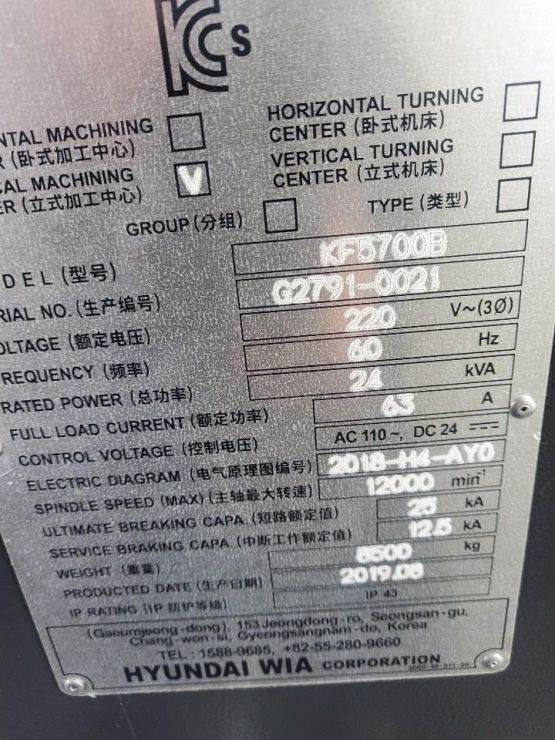 KCs
NTAL MACHINING
R (卧式加工中心)
HORIZONTAL TURNING
CENTER (卧式机床)
CAL MACHINING
ER (立式加工中心) V
VERTICAL TURNING
CENTER (立式机床)
GROUP (分组)
TYPE (类型)
ODEL (型号) KF5700B
RIAL NO. (生产编号) G2791-0021
OLTAGE (额定电压) 220 V~(3Ø)
REQUENCY (频率) 60 Hz
RATED POWER (总功率) 24 kVA
FULL LOAD CURRENT (额定功率) 63 A
CONTROL VOLTAGE (控制电压) AC 110 ~, DC 24
ELECTRIC DIAGRAM (电气原理图编号) 2018-H4-AY0
SPINDLE SPEED (MAX) (主轴最大转速) 12000 min-1
ULTIMATE BREAKING CAPA. (短路额定值) 25 kA
SERVICE BRAKING CAPA. (中断工作额定值) 12.5 kA
WEIGHT (重量) 8500 kg
PRODUCTED DATE (生产日期) 2019.08
IP RATING (IP 防护等级) IP 43
(Gaeumjeong-dong), 153 Jeongdong-ro, Seongsan-gu,
Chang-won-si, Gyeongsangnam-do, Korea
TEL : 1588-9685, +82-55-280-9660
HYUNDAI WIA CORPORATION